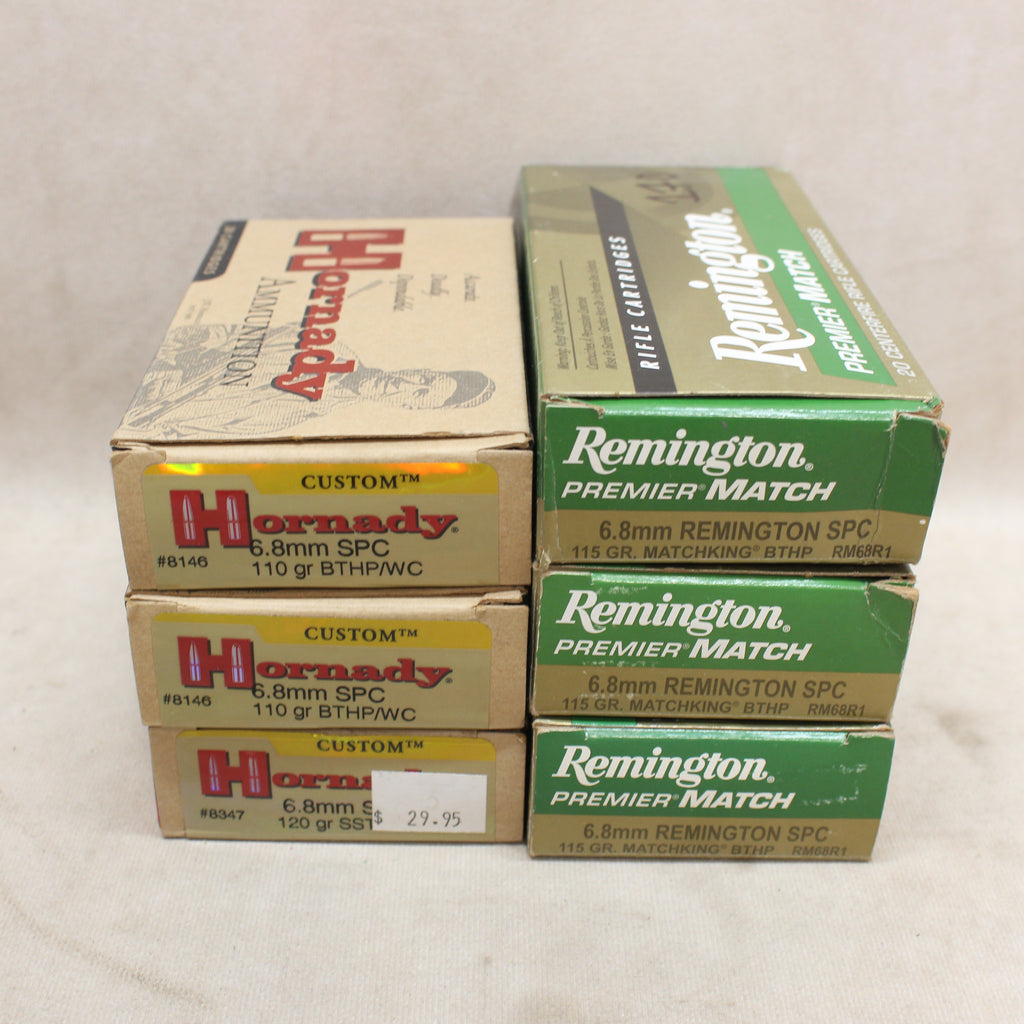 Hornady
AMMUNITION
Accurate
Deadly
Dependable
CUSTOM™
Hornady®
6.8mm SPC
#8146
110 gr BTHP/WC
CUSTOM™
Hornady®
6.8mm SPC
#8146
110 gr BTHP/WC
CUSTOM™
Horna
6.8mm S
#8347
120 gr SST
$ 29.95
RIFLE CARTRIDGES
Remington®
PREMIER® MATCH
20 CENTERFIRE RIFLE CARTRIDGES
Remington®
PREMIER® MATCH
6.8mm REMINGTON SPC
115 GR. MATCHKING® BTHP RM68R1
Remington®
PREMIER® MATCH
6.8mm REMINGTON SPC
115 GR. MATCHKING® BTHP RM68R1
Remington®
PREMIER® MATCH
6.8mm REMINGTON SPC
115 GR. MATCHKING® BTHP RM68R1